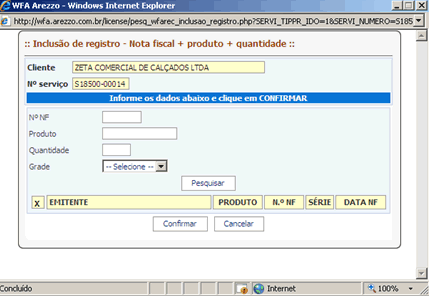 WFA Arezzo - Windows Internet Explorer
http://wfa.arezzo.com.br/license/pesq_wfarec_inclusao_registro.php?SERVI_TIPPR_IDO=1&SERVI_NUMERO=S185
:: Inclusão de registro - Nota fiscal + produto + quantidade ::
Cliente ZETA COMERCIAL DE CALÇADOS LTDA
Nº serviço S18500-00014
Informe os dados abaixo e clique em CONFIRMAR
Nº NF
Produto
Quantidade
Grade -- Selecione --
Pesquisar
X EMITENTE PRODUTO N.º NF SÉRIE DATA NF
Confirmar Cancelar
Concluído Internet 100%